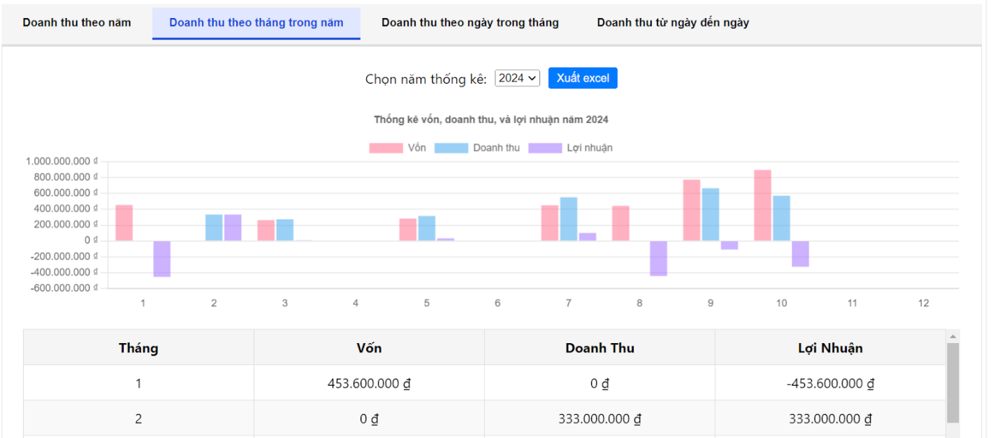 Doanh thu theo năm Doanh thu theo tháng trong năm Doanh thu theo ngày trong tháng Doanh thu từ ngày đến ngày
Chọn năm thống kê: 2024 Xuất excel
Thống kê vốn, doanh thu, và lợi nhuận năm 2024
Vốn Doanh thu Lợi nhuận
1.000.000.000 ₫
800.000.000 ₫
600.000.000 ₫
400.000.000 ₫
200.000.000 ₫
0 ₫
-200.000.000 ₫
-400.000.000 ₫
-600.000.000 ₫
1 2 3 4 5 6 7 8 9 10 11 12
Tháng Vốn Doanh Thu Lợi Nhuận
1 453.600.000 ₫ 0 ₫ -453.600.000 ₫
2 0 ₫ 333.000.000 ₫ 333.000.000 ₫